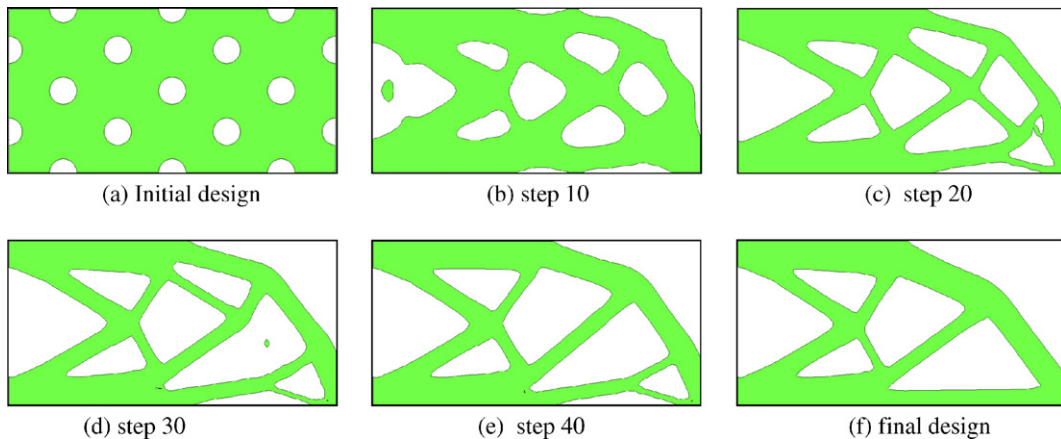 (a) Initial design
(b) step 10
(c) step 20
(d) step 30
(e) step 40
(f) final design